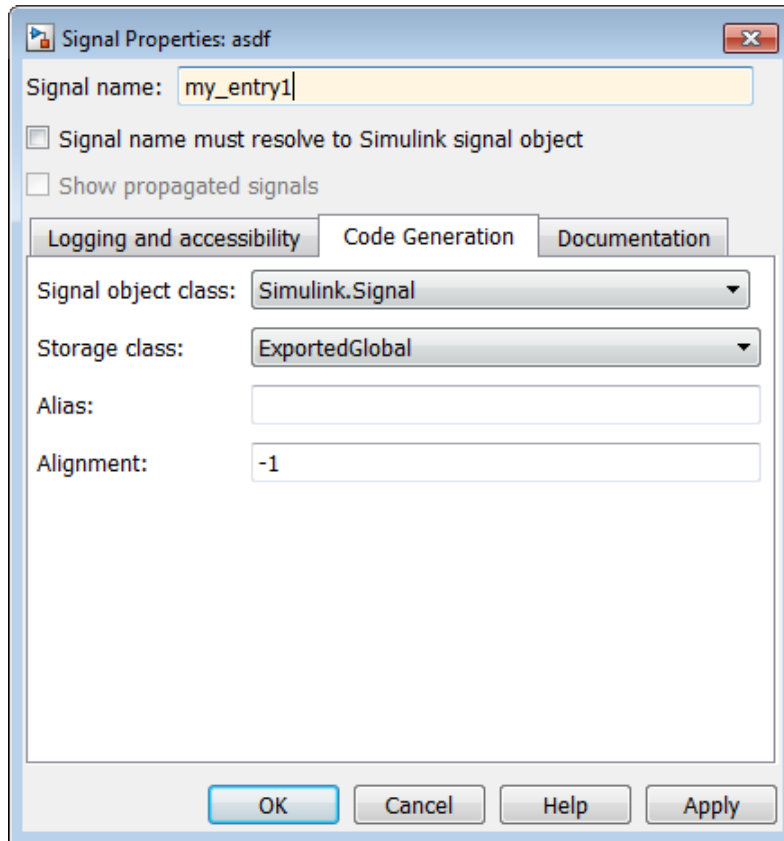 Signal Properties: asdf
Signal name: my_entry1
Signal name must resolve to Simulink signal object
Show propagated signals
Logging and accessibility Code Generation Documentation
Signal object class: Simulink.Signal
Storage class: ExportedGlobal
Alias:
Alignment: -1
OK Cancel Help Apply